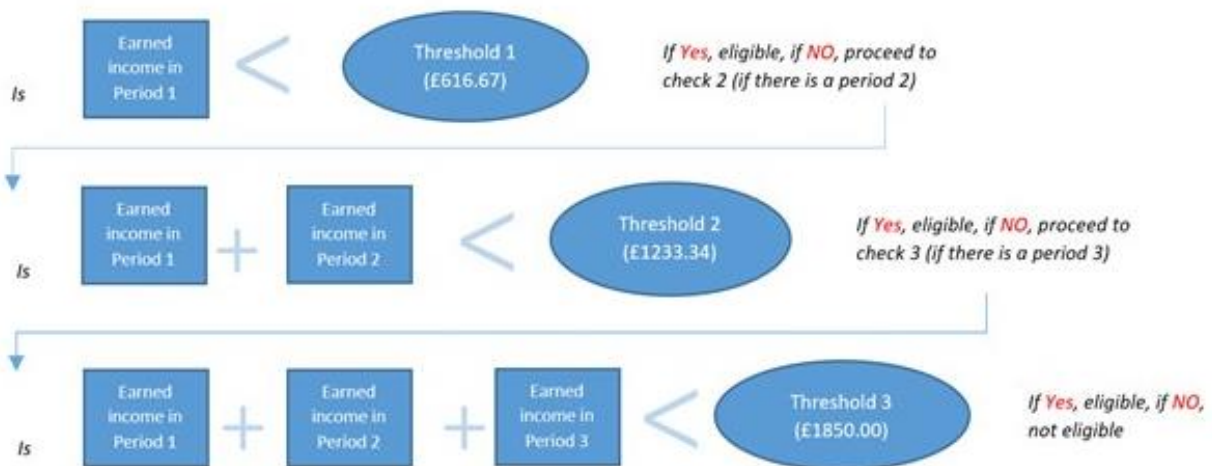 Is
Earned
income in
Period 1
<
Threshold 1
(£616.67)
If Yes, eligible, if NO, proceed to
check 2 (if there is a period 2)
Is
Earned
income in
Period 1
+
Earned
income in
Period 2
<
Threshold 2
(£1233.34)
If Yes, eligible, if NO, proceed to
check 3 (if there is a period 3)
Is
Earned
income in
Period 1
+
Earned
income in
Period 2
+
Earned
income in
Period 3
<
Threshold 3
(£1850.00)
If Yes, eligible, if NO,
not eligible